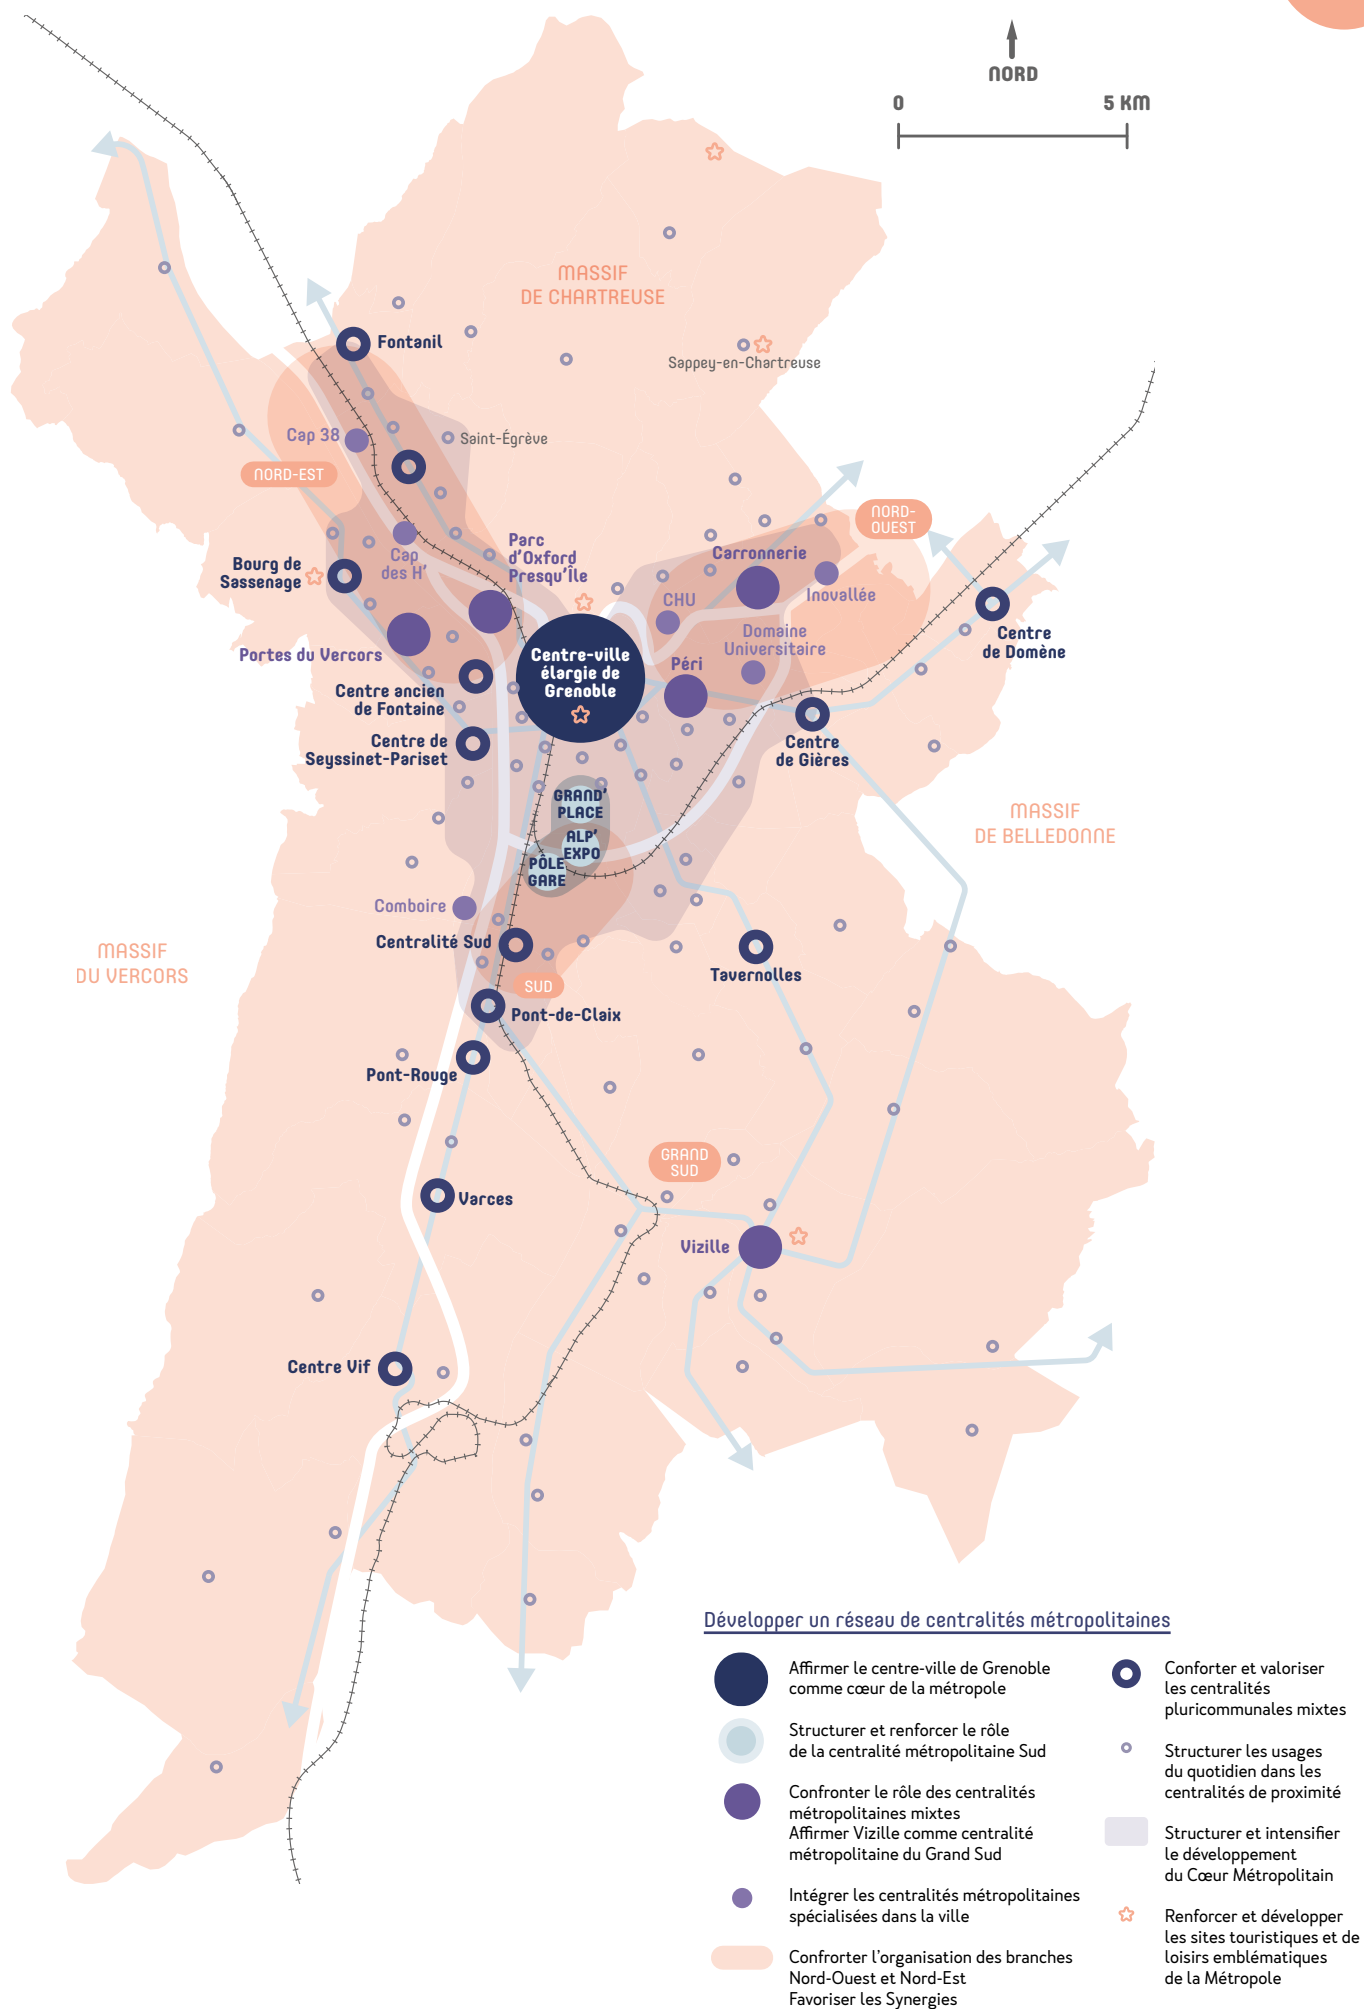 NORD
0
5 KM
MASSIF
DE CHARTREUSE
Fontanil
Sappey-en-Chartreuse
Cap 38
Saint-Égrève
NORD-EST
NORD-
OUEST
Parc
d'Oxford
Presqu'Île
Carronnerie
Cap
des H'
Bourg de
Sassenage
Inovallée
CHU
Centre
de Domène
Domaine
Universitaire
Portes du Vercors
Centre-ville
élargie de
Grenoble
Péri
Centre ancien
de Fontaine
Centre de
Seyssinet-Pariset
Centre
de Gières
GRAND'
PLACE
ALP'
EXPO
PÔLE
GARE
MASSIF
DE BELLEDONNE
Comboire
Centralité Sud
MASSIF
DU VERCORS
Tavernolles
SUD
Pont-de-Claix
Pont-Rouge
GRAND
SUD
Varces
Vizille
Centre Vif
Développer un réseau de centralités métropolitaines
Affirmer le centre-ville de Grenoble
comme cœur de la métropole
Structurer et renforcer le rôle
de la centralité métropolitaine Sud
Confronter le rôle des centralités
métropolitaines mixtes
Affirmer Vizille comme centralité
métropolitaine du Grand Sud
Intégrer les centralités métropolitaines
spécialisées dans la ville
Confrorter l'organisation des branches
Nord-Ouest et Nord-Est
Favoriser les Synergies
Conforter et valoriser
les centralités
pluricommunales mixtes
Structurer les usages
du quotidien dans les
centralités de proximité
Structurer et intensifier
le développement
du Cœur Métropolitain
Renforcer et développer
les sites touristiques et de
loisirs emblématiques
de la Métropole